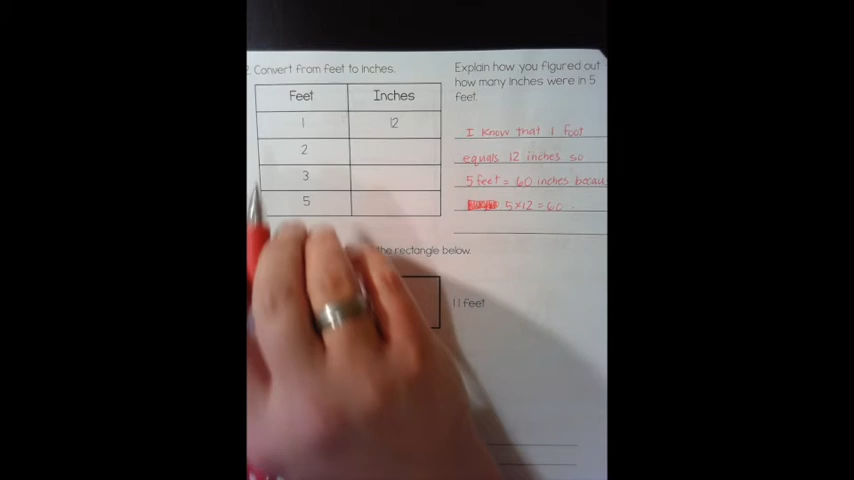 Convert from feet to inches.
Feet Inches
1 12
2
3
5
Explain how you figured out
how many inches were in 5
feet.
I know that 1 foot
equals 12 inches so
5 feet = 60 inches becau
5x12=60.
the rectangle below.
11 feet